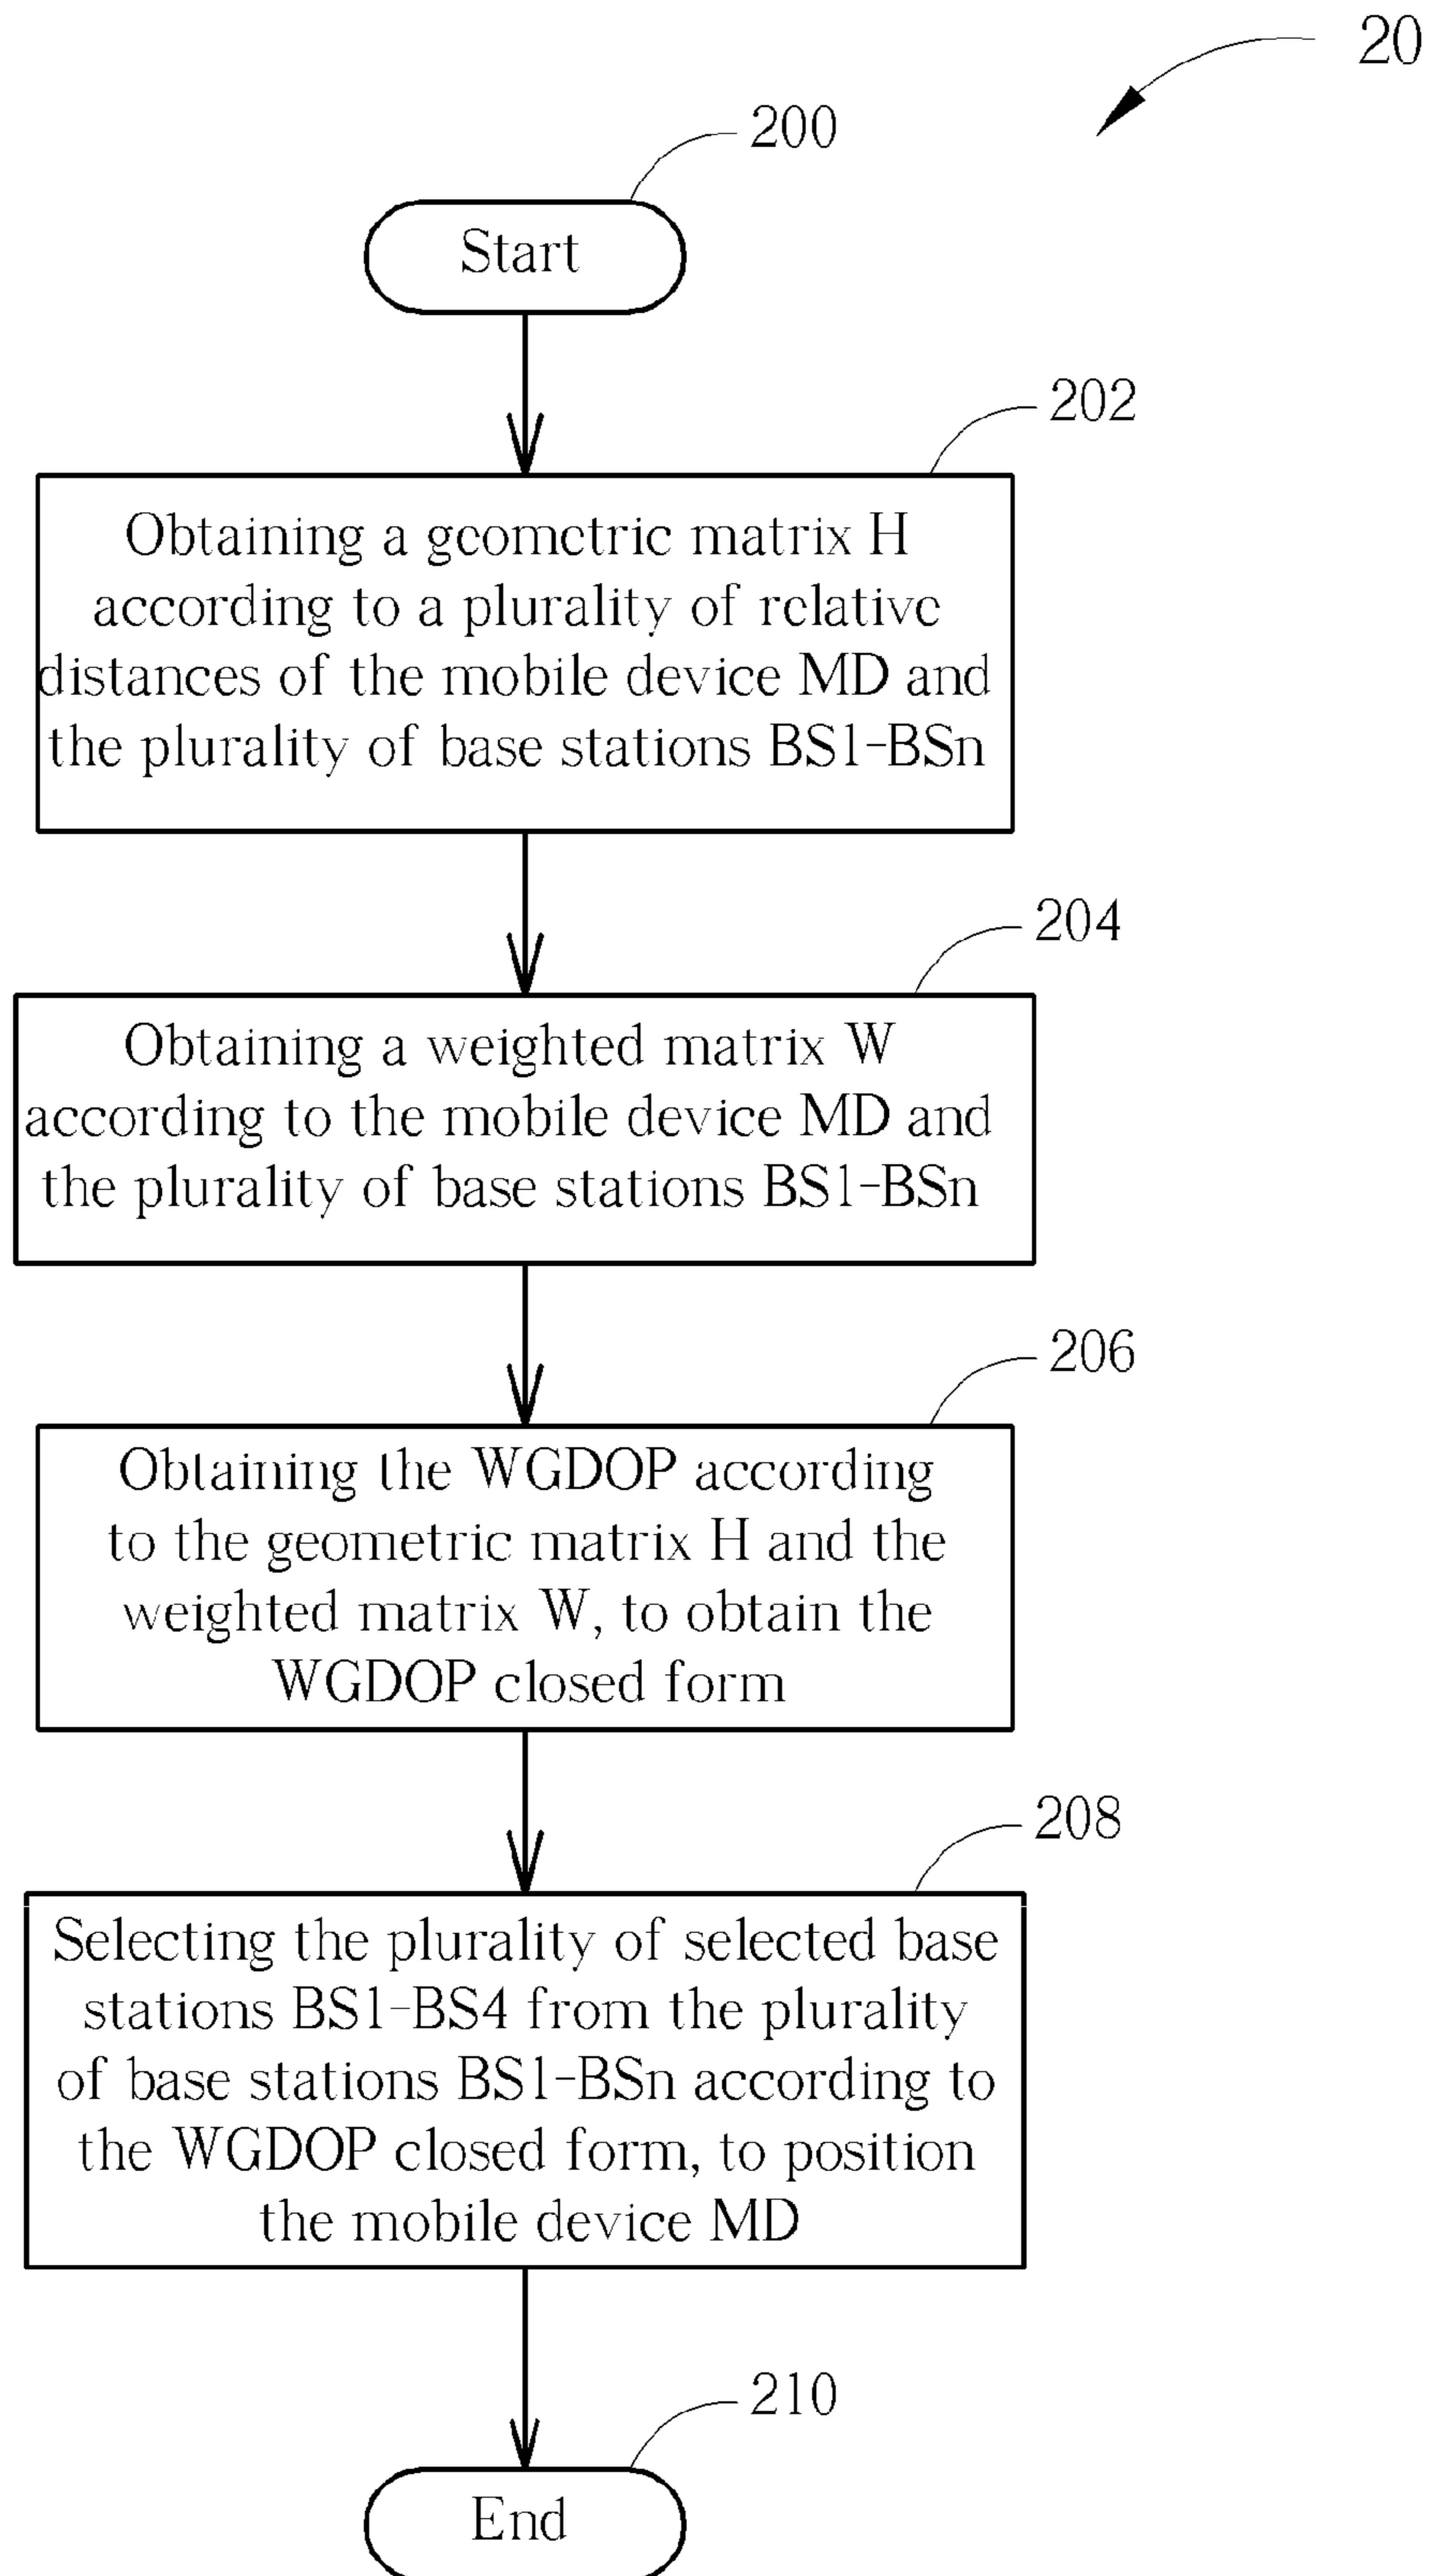 20
200
Start
202
Obtaining a geometric matrix H
according to a plurality of relative
distances of the mobile device MD and
the plurality of base stations BS1-BSn
204
Obtaining a weighted matrix W
according to the mobile device MD and
the plurality of base stations BS1-BSn
206
Obtaining the WGDOP according
to the geometric matrix H and the
weighted matrix W, to obtain the
WGDOP closed form
208
Selecting the plurality of selected base
stations BS1-BS4 from the plurality
of base stations BS1-BSn according to
the WGDOP closed form, to position
the mobile device MD
210
End